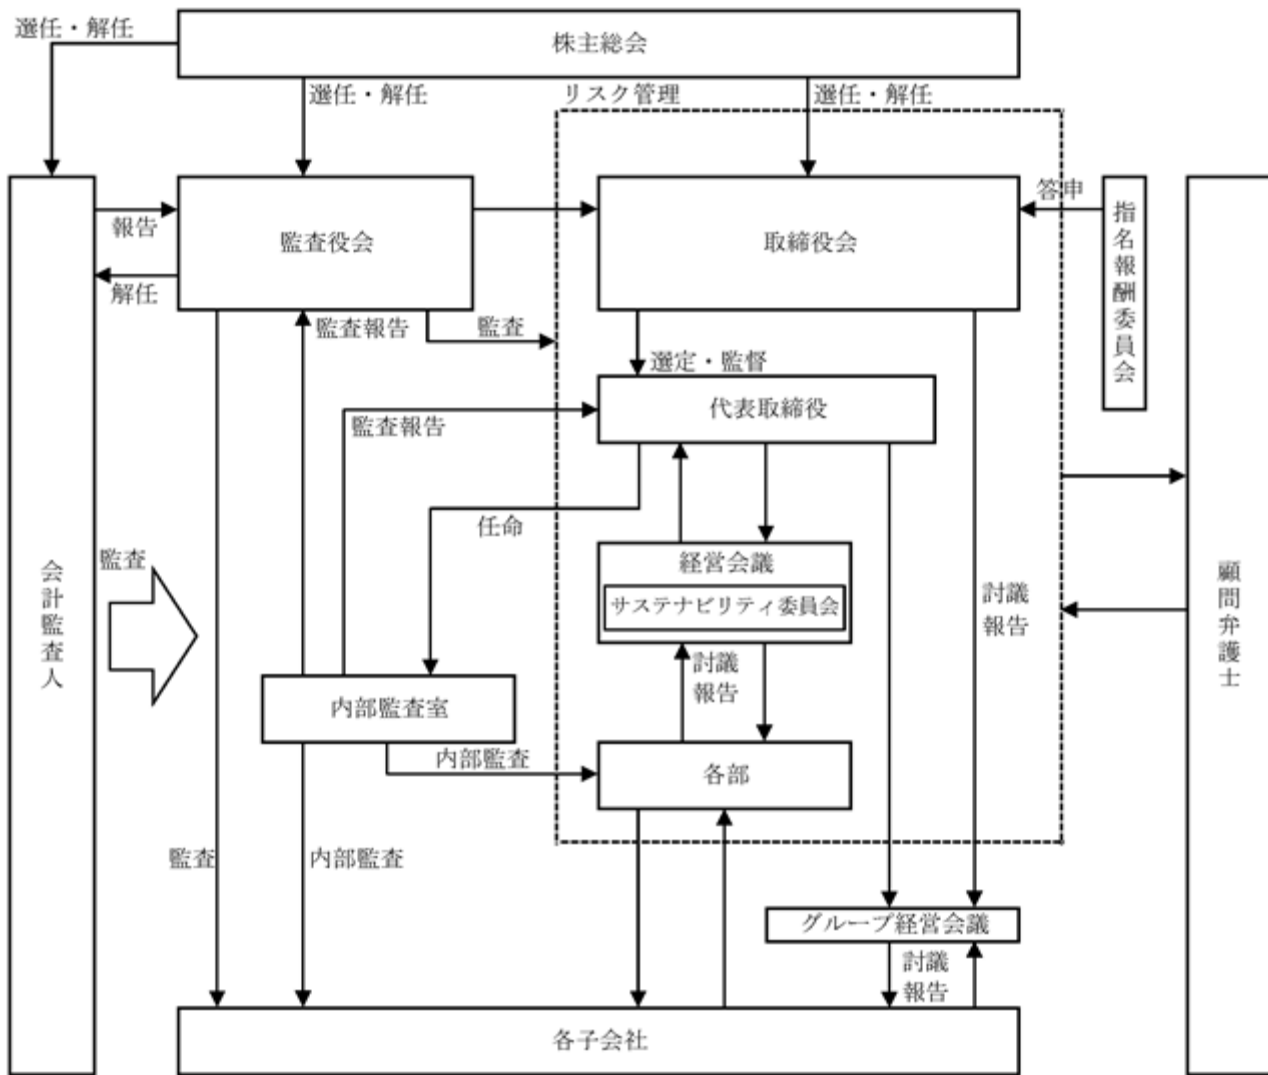 選任・解任
株主総会
選任・解任
リスク管理
選任・解任
報告
監査役会
取締役会
答申
指名報酬委員会
解任
監査報告
監査
選定・監督
代表取締役
監査報告
任命
経営会議
サステナビリティ委員会
監査
会計監査人
討議
報告
顧問弁護士
討議
報告
内部監査室
内部監査
各部
監査
内部監査
グループ経営会議
討議
報告
各子会社